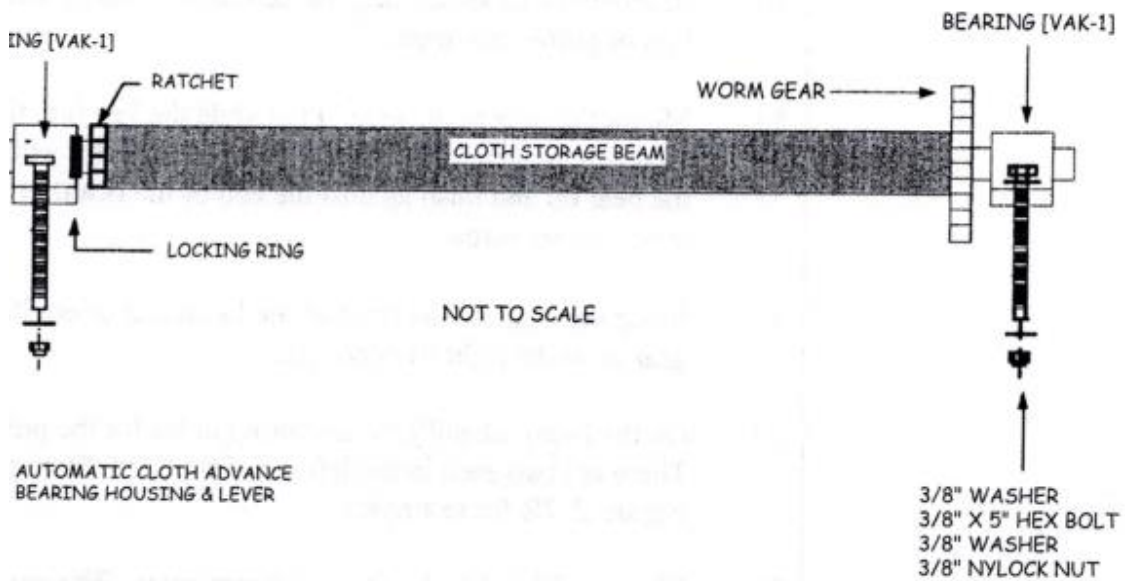 BEARING [VAK-1]
ING [VAK-1]
RATCHET
WORM GEAR
CLOTH STORAGE BEAM
LOCKING RING
NOT TO SCALE
AUTOMATIC CLOTH ADVANCE
BEARING HOUSING & LEVER
3/8" WASHER
3/8" X 5" HEX BOLT
3/8" WASHER
3/8" NYLOCK NUT